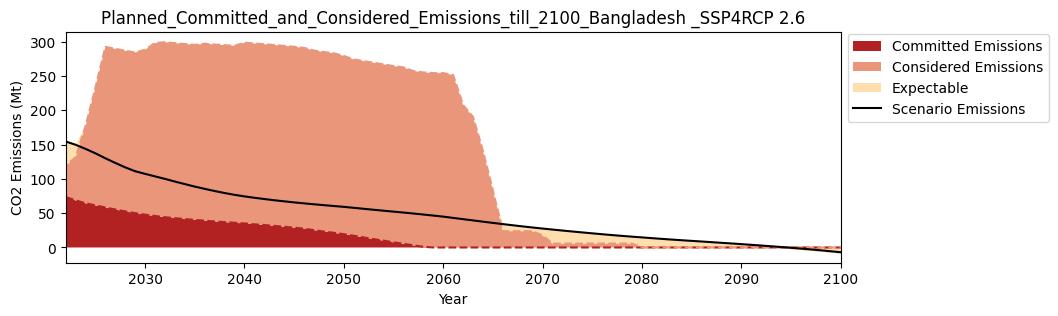 Planned_Committed_and_Considered_Emissions_till_2100_Bangladesh _SSP4RCP 2.6
300
250
200
150
100
50
0
CO2 Emissions (Mt)
2030 2040 2050 2060 2070 2080 2090 2100
Year
Committed Emissions
Considered Emissions
Expectable
Scenario Emissions